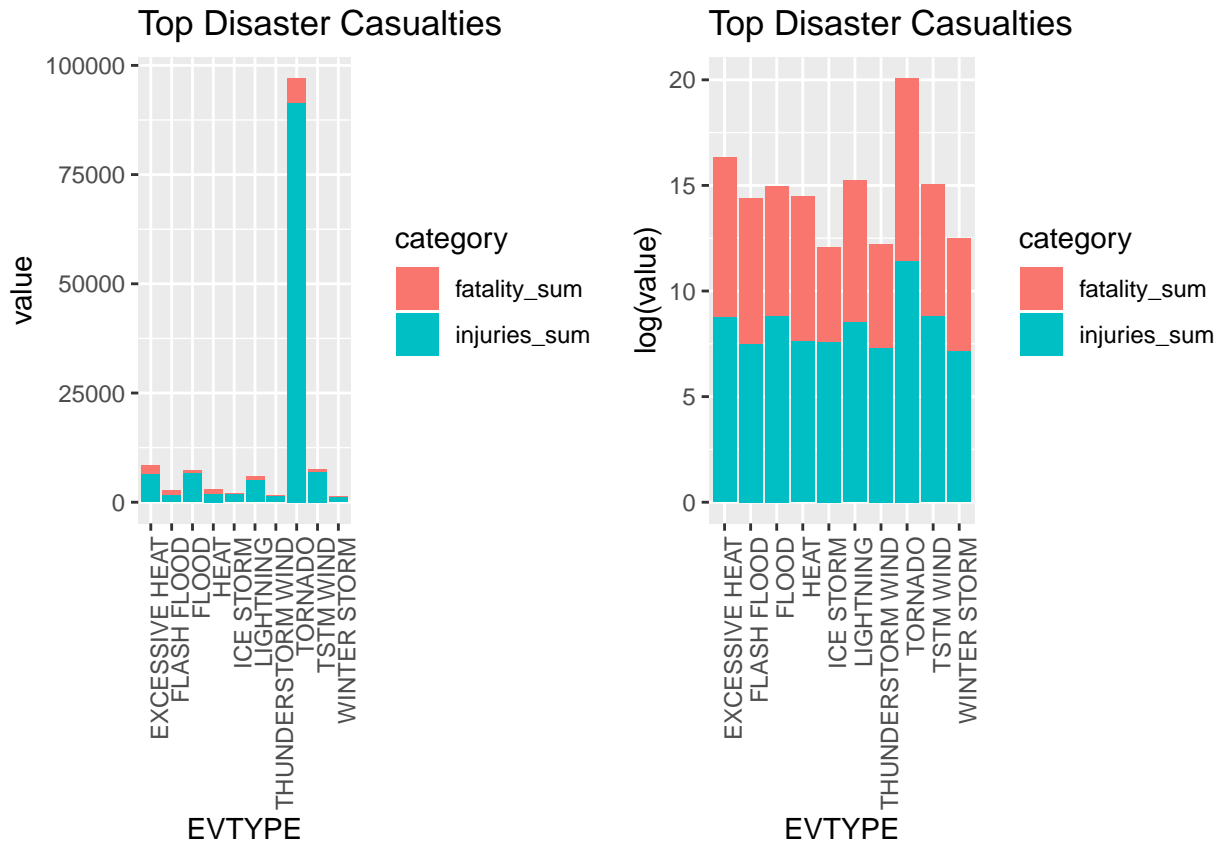 Top Disaster Casualties
100000
75000
50000
25000
0
value
EXCESSIVE HEAT
FLASH FLOOD
FLOOD
HEAT
ICE STORM
LIGHTNING
THUNDERSTORM WIND
TORNADO
TSTM WIND
WINTER STORM
EVTYPE
category
fatality_sum
injuries_sum
Top Disaster Casualties
20
15
10
5
0
log(value)
EXCESSIVE HEAT
FLASH FLOOD
FLOOD
HEAT
ICE STORM
LIGHTNING
THUNDERSTORM WIND
TORNADO
TSTM WIND
WINTER STORM
EVTYPE
category
fatality_sum
injuries_sum